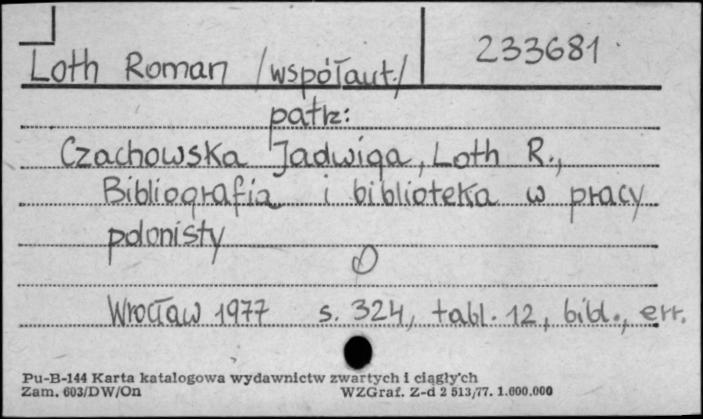 233681
Loth Roman /współaut./
patrz:
Czachowska Jadwiga, Loth R.,
Bibliografia i biblioteka w pracy
polonisty
Wrocław 1977 s. 324, tabl. 12, bibl., err.
Pu-B-144 Karta katalogowa wydawnictw zwartych i ciągłych
Zam. 603/DW/On WZGraf. Z-d 2 513/77. 1.000.000